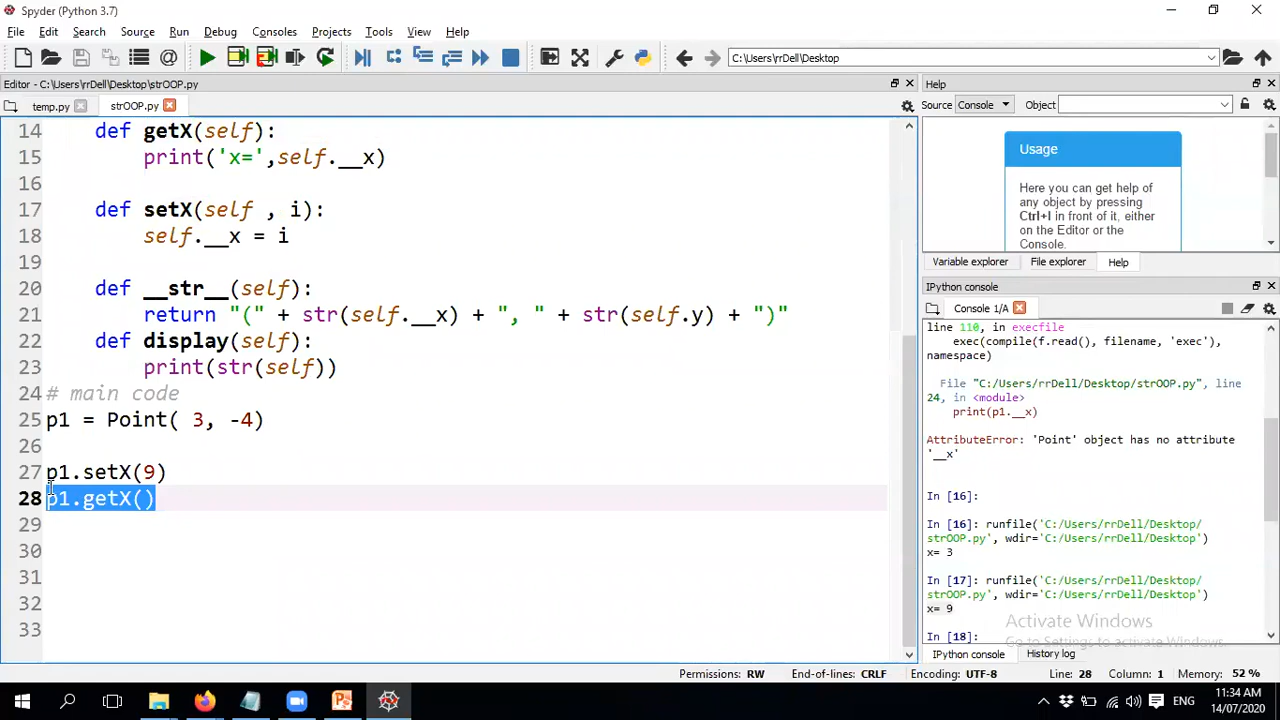 Spyder (Python 3.7)
File Edit Search Source Run Debug Consoles Projects Tools View Help
C:\Users\rrDell\Desktop
Editor - C:\Users\rrDell\Desktop\strOOP.py
temp.py strOOP.py
14 def getX(self):
15 print('x=',self.__x)
16
17 def setX(self , i):
18 self.__x = i
19
20 def __str__(self):
21 return "(" + str(self.__x) + ", " + str(self.y) + ")"
22 def display(self):
23 print(str(self))
24 # main code
25 p1 = Point( 3, -4)
26
27 p1.setX(9)
28 p1.getX()
29
30
31
32
33
Help
Source Console Object
Usage
Here you can get help of
any object by pressing
Ctrl+I in front of it, either
on the Editor or the
Console.
Variable explorer File explorer Help
IPython console
Console 1/A
line 110, in execfile
exec(compile(f.read(), filename, 'exec'),
namespace)
File "C:/Users/rrDell/Desktop/strOOP.py", line
24, in <module>
print(p1.__x)
AttributeError: 'Point' object has no attribute
'__x'
In [16]:
In [16]: runfile('C:/Users/rrDell/Desktop/
strOOP.py', wdir='C:/Users/rrDell/Desktop')
x= 3
In [17]: runfile('C:/Users/rrDell/Desktop/
strOOP.py', wdir='C:/Users/rrDell/Desktop')
x= 9
Activate Windows
In [18]:
Go to Settings to activate Windows.
IPython console History log
Permissions: RW End-of-lines: CRLF Encoding: UTF-8 Line: 28 Column: 1 Memory: 52 %
ENG
11:34 AM
14/07/2020